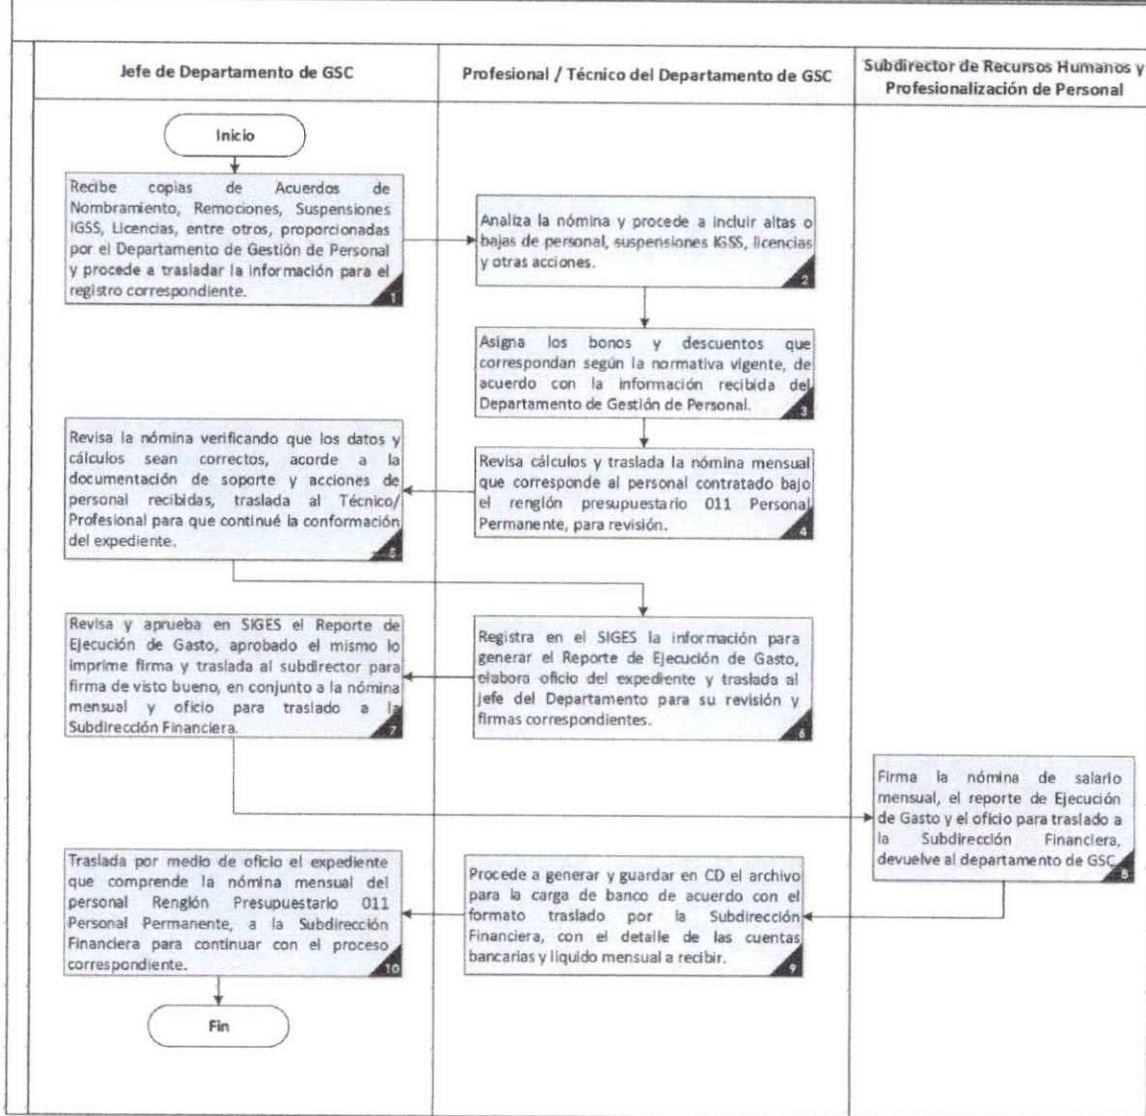 Jefe de Departamento de GSC
Profesional / Técnico del Departamento de GSC
Subdirector de Recursos Humanos y
Profesionalización de Personal
Inicio
Recibe copias de Acuerdos de
Nombramiento, Remociones, Suspensiones
IGSS, Licencias, entre otros, proporcionadas
por el Departamento de Gestión de Personal
y procede a trasladar la información para el
registro correspondiente.
1
Analiza la nómina y procede a incluir altas o
bajas de personal, suspensiones IGSS, licencias
y otras acciones.
2
Asigna los bonos y descuentos que
correspondan según la normativa vigente, de
acuerdo con la información recibida del
Departamento de Gestión de Personal.
3
Revisa cálculos y traslada la nómina mensual
que corresponde al personal contratado bajo
el renglón presupuestario 011 Personal
Permanente, para revisión.
4
Revisa la nómina verificando que los datos y
cálculos sean correctos, acorde a la
documentación de soporte y acciones de
personal recibidas, traslada al Técnico/
Profesional para que continué la conformación
del expediente.
5
Registra en el SIGES la información para
generar el Reporte de Ejecución de Gasto,
elabora oficio del expediente y traslada al
jefe del Departamento para su revisión y
firmas correspondientes.
6
Revisa y aprueba en SIGES el Reporte de
Ejecución de Gasto, aprobado el mismo lo
imprime firma y traslada al subdirector para
firma de visto bueno, en conjunto a la nómina
mensual y oficio para traslado a la
Subdirección Financiera.
7
Firma la nómina de salario
mensual, el reporte de Ejecución
de Gasto y el oficio para traslado a
la Subdirección Financiera,
devuelve al departamento de GSC
8
Procede a generar y guardar en CD el archivo
para la carga de banco de acuerdo con el
formato traslado por la Subdirección
Financiera, con el detalle de las cuentas
bancarias y liquido mensual a recibir.
9
Traslada por medio de oficio el expediente
que comprende la nómina mensual del
personal Renglón Presupuestario 011
Personal Permanente, a la Subdirección
Financiera para continuar con el proceso
correspondiente.
10
Fin